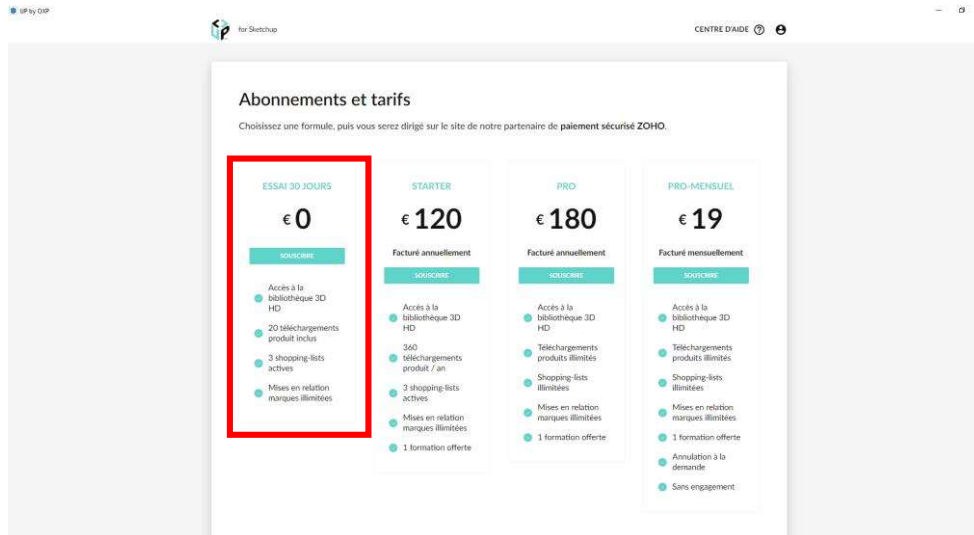 UP by OXP
for Sketchup
CENTRE D'AIDE
Abonnements et tarifs
Choisissez une formule, puis vous serez dirigé sur le site de notre partenaire de paiement sécurisé ZOHO.
ESSAI 30 JOURS
€ 0
SOUSCRIRE
Accès à la
bibliothèque 3D
HD
20 téléchargements
produit inclus
3 shopping-lists
actives
Mises en relation
marques illimitées
STARTER
€ 120
Facturé annuellement
SOUSCRIRE
Accès à la
bibliothèque 3D
HD
360
téléchargements
produit / an
3 shopping-lists
actives
Mises en relation
marques illimitées
1 formation offerte
PRO
€ 180
Facturé annuellement
SOUSCRIRE
Accès à la
bibliothèque 3D
HD
Téléchargements
produits illimités
Shopping-lists
illimitées
Mises en relation
marques illimitées
1 formation offerte
PRO-MENSUEL
€ 19
Facturé mensuellement
SOUSCRIRE
Accès à la
bibliothèque 3D
HD
Téléchargements
produits illimités
Shopping-lists
illimitées
Mises en relation
marques illimitées
1 formation offerte
Annulation à la
demande
Sans engagement